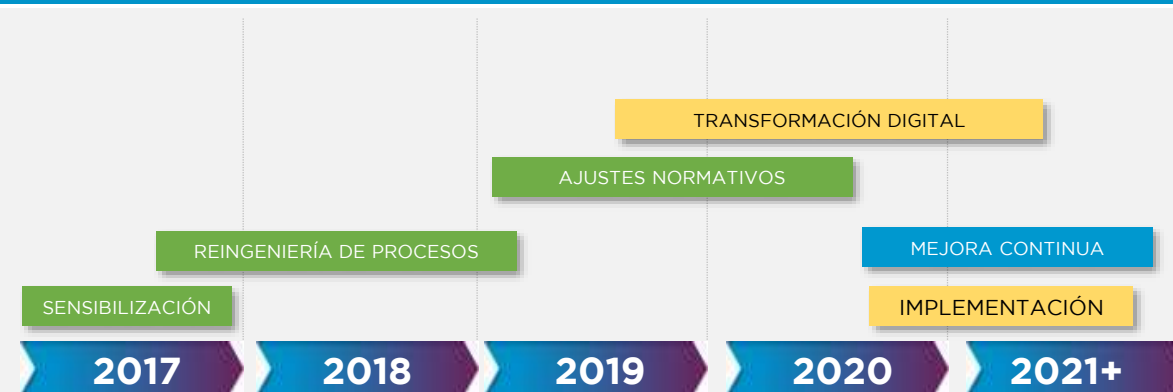 TRANSFORMACIÓN DIGITAL
AJUSTES NORMATIVOS
REINGENIERÍA DE PROCESOS
MEJORA CONTINUA
SENSIBILIZACIÓN
IMPLEMENTACIÓN
2017
2018
2019
2020
2021+